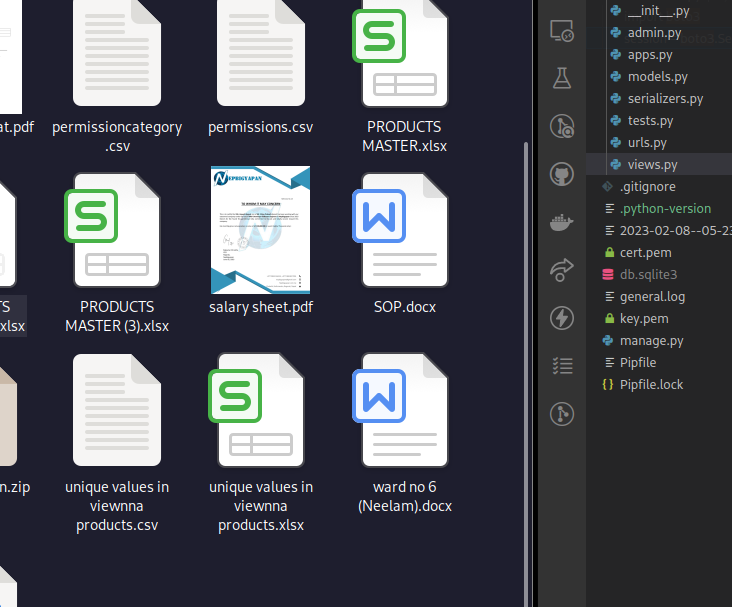 at.pdf
permissioncategory
.csv
permissions.csv
PRODUCTS
MASTER.xlsx
TS
xlsx
PRODUCTS
MASTER (3).xlsx
NEPBIGYAPAN
salary sheet.pdf
SOP.docx
n.zip
unique values in
viewnna
products.csv
unique values in
viewnna
products.xlsx
ward no 6
(Neelam).docx
__init__.py
admin.py
apps.py
models.py
serializers.py
tests.py
urls.py
views.py
.gitignore
.python-version
2023-02-08--05-23
cert.pem
db.sqlite3
general.log
key.pem
manage.py
Pipfile
Pipfile.lock